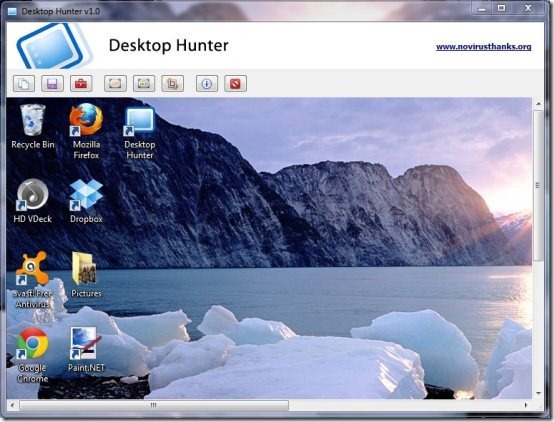 Desktop Hunter v1.0
Desktop Hunter
www.novirusthanks.org
Recycle Bin
Mozilla
Firefox
Desktop
Hunter
HD VDeck
Dropbox
avast! Free
Antivirus
Pictures
Google
Chrome
Paint.NET